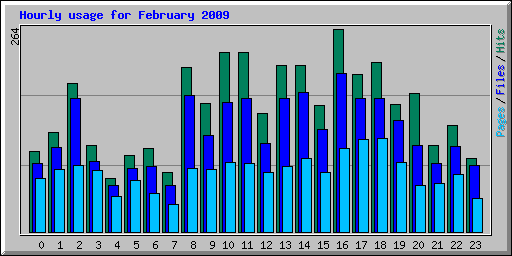 Hourly usage for February 2009
264
Pages / Files / Hits
0 1 2 3 4 5 6 7 8 9 10 11 12 13 14 15 16 17 18 19 20 21 22 23